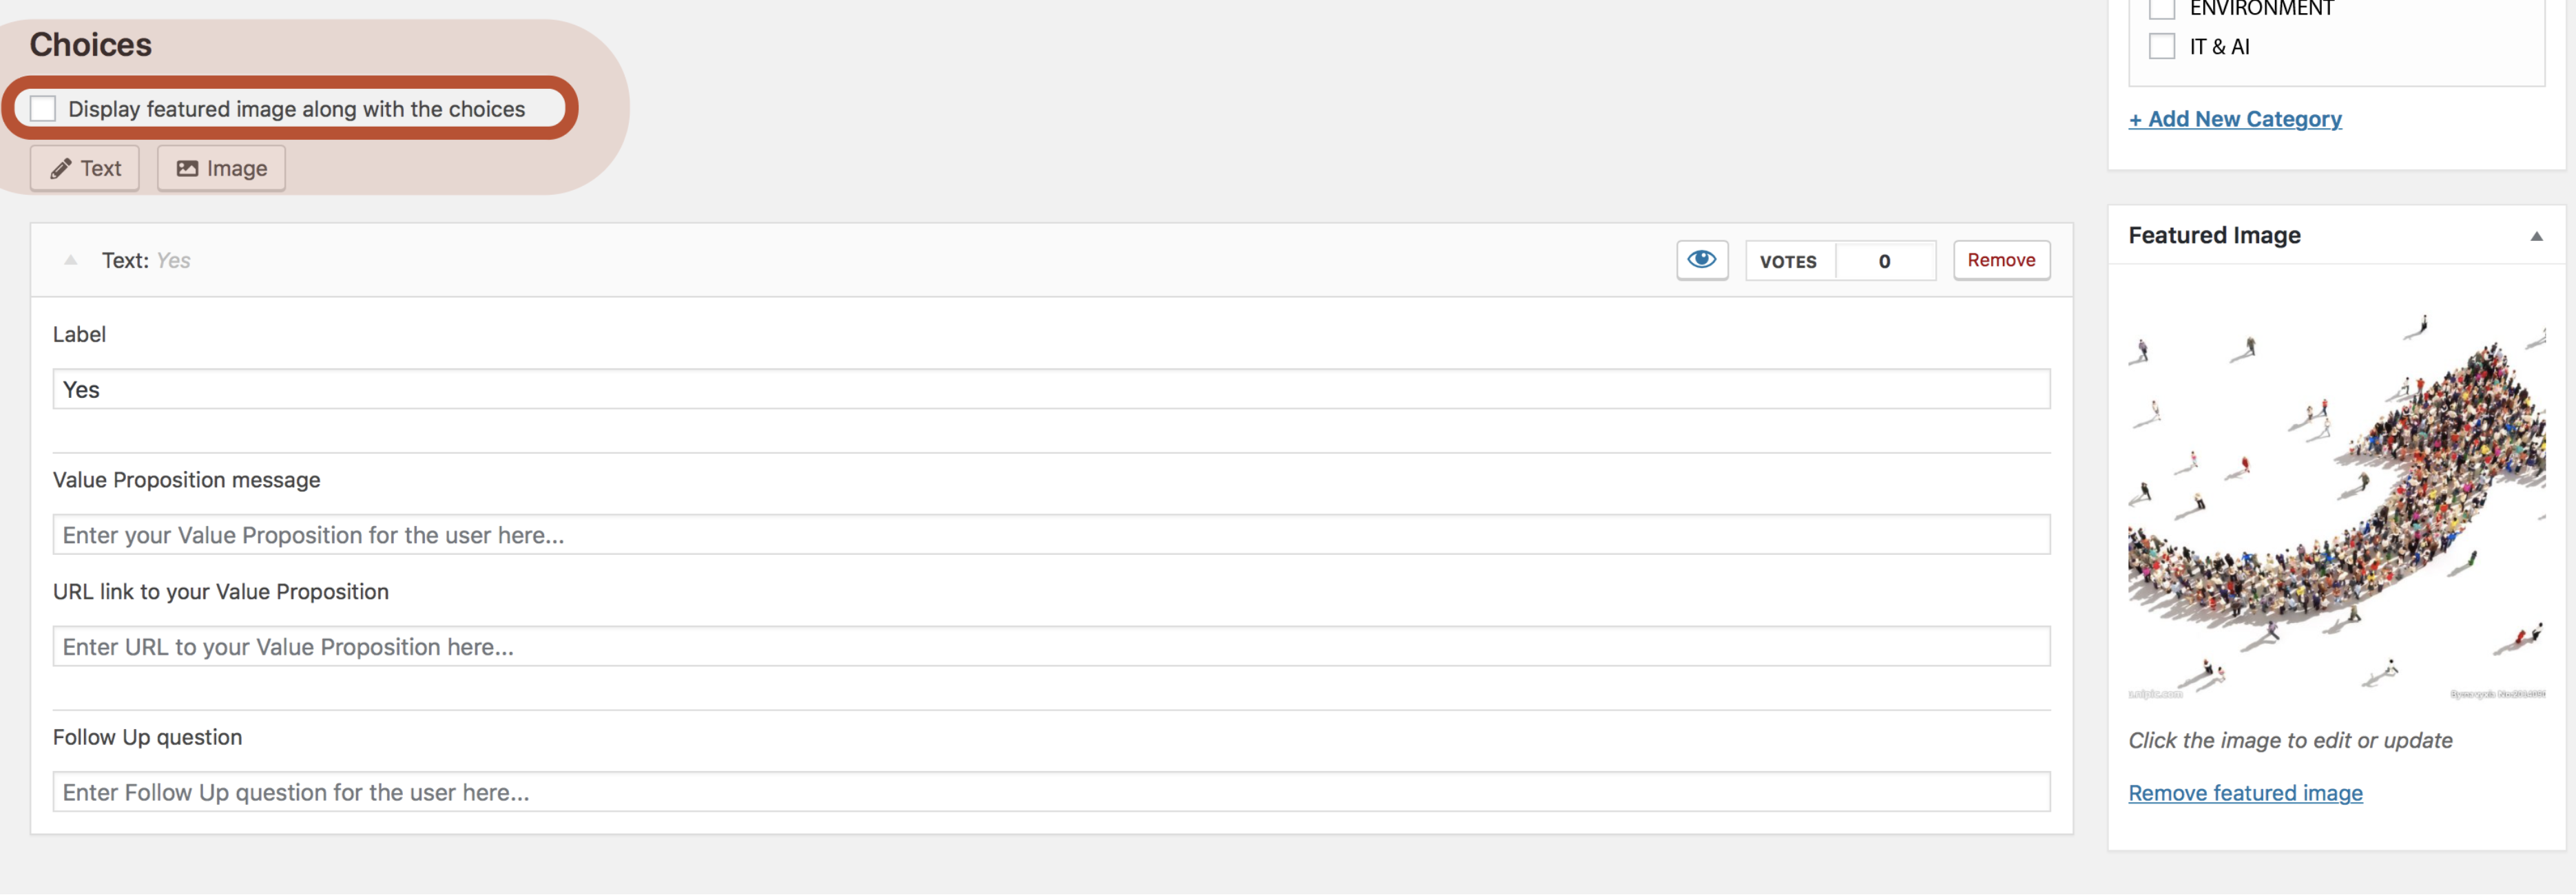 Choices
Display featured image along with the choices
Text
Image
Text: Yes
VOTES
0
Remove
Label
Yes
Value Proposition message
Enter your Value Proposition for the user here...
URL link to your Value Proposition
Enter URL to your Value Proposition here...
Follow Up question
Enter Follow Up question for the user here...
ENVIRONMENT
IT & AI
+ Add New Category
Featured Image
Click the image to edit or update
Remove featured image